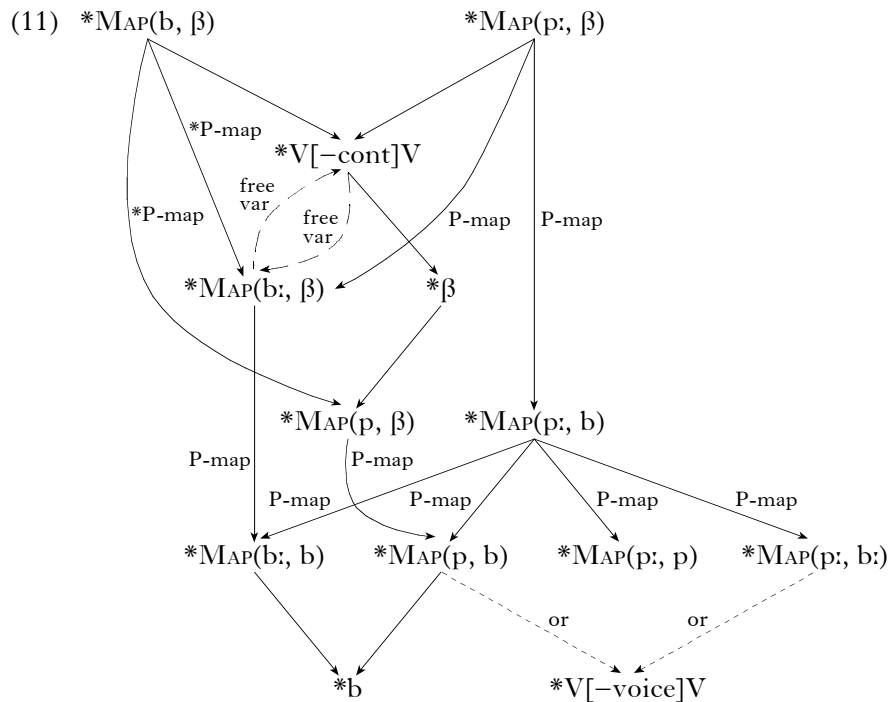 (11) *MAP(b, β) *MAP(pː, β)
*P-map
*V[−cont]V
free
var
*P-map
free
var
P-map P-map
*MAP(bː, β) *β
*MAP(p, β) *MAP(pː, b)
P-map P-map
P-map P-map P-map P-map
*MAP(bː, b) *MAP(p, b) *MAP(pː, p) *MAP(pː, bː)
or or
*b *V[−voice]V